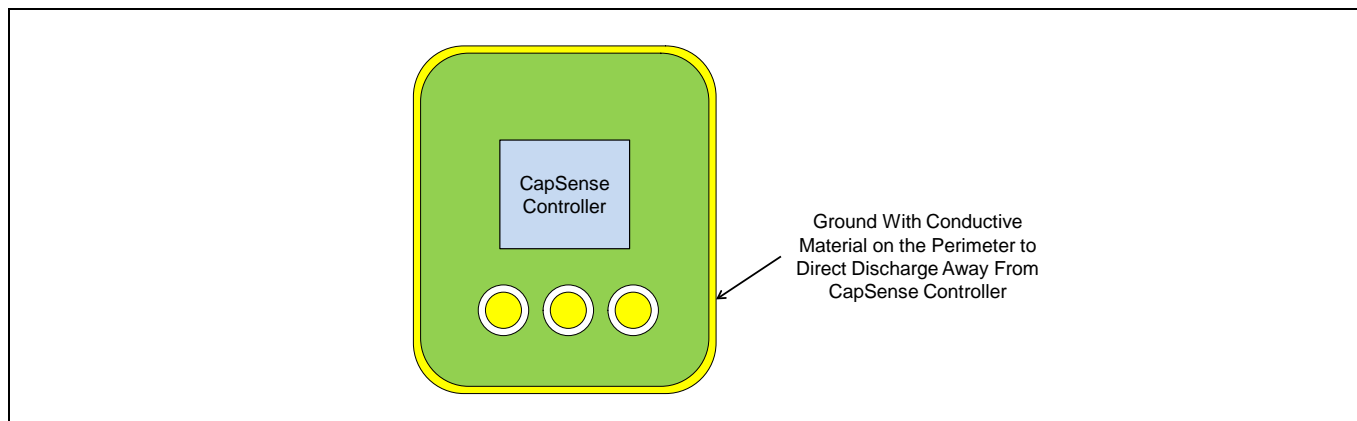 CapSense
Controller
Ground With Conductive
Material on the Perimeter to
Direct Discharge Away From
CapSense Controller